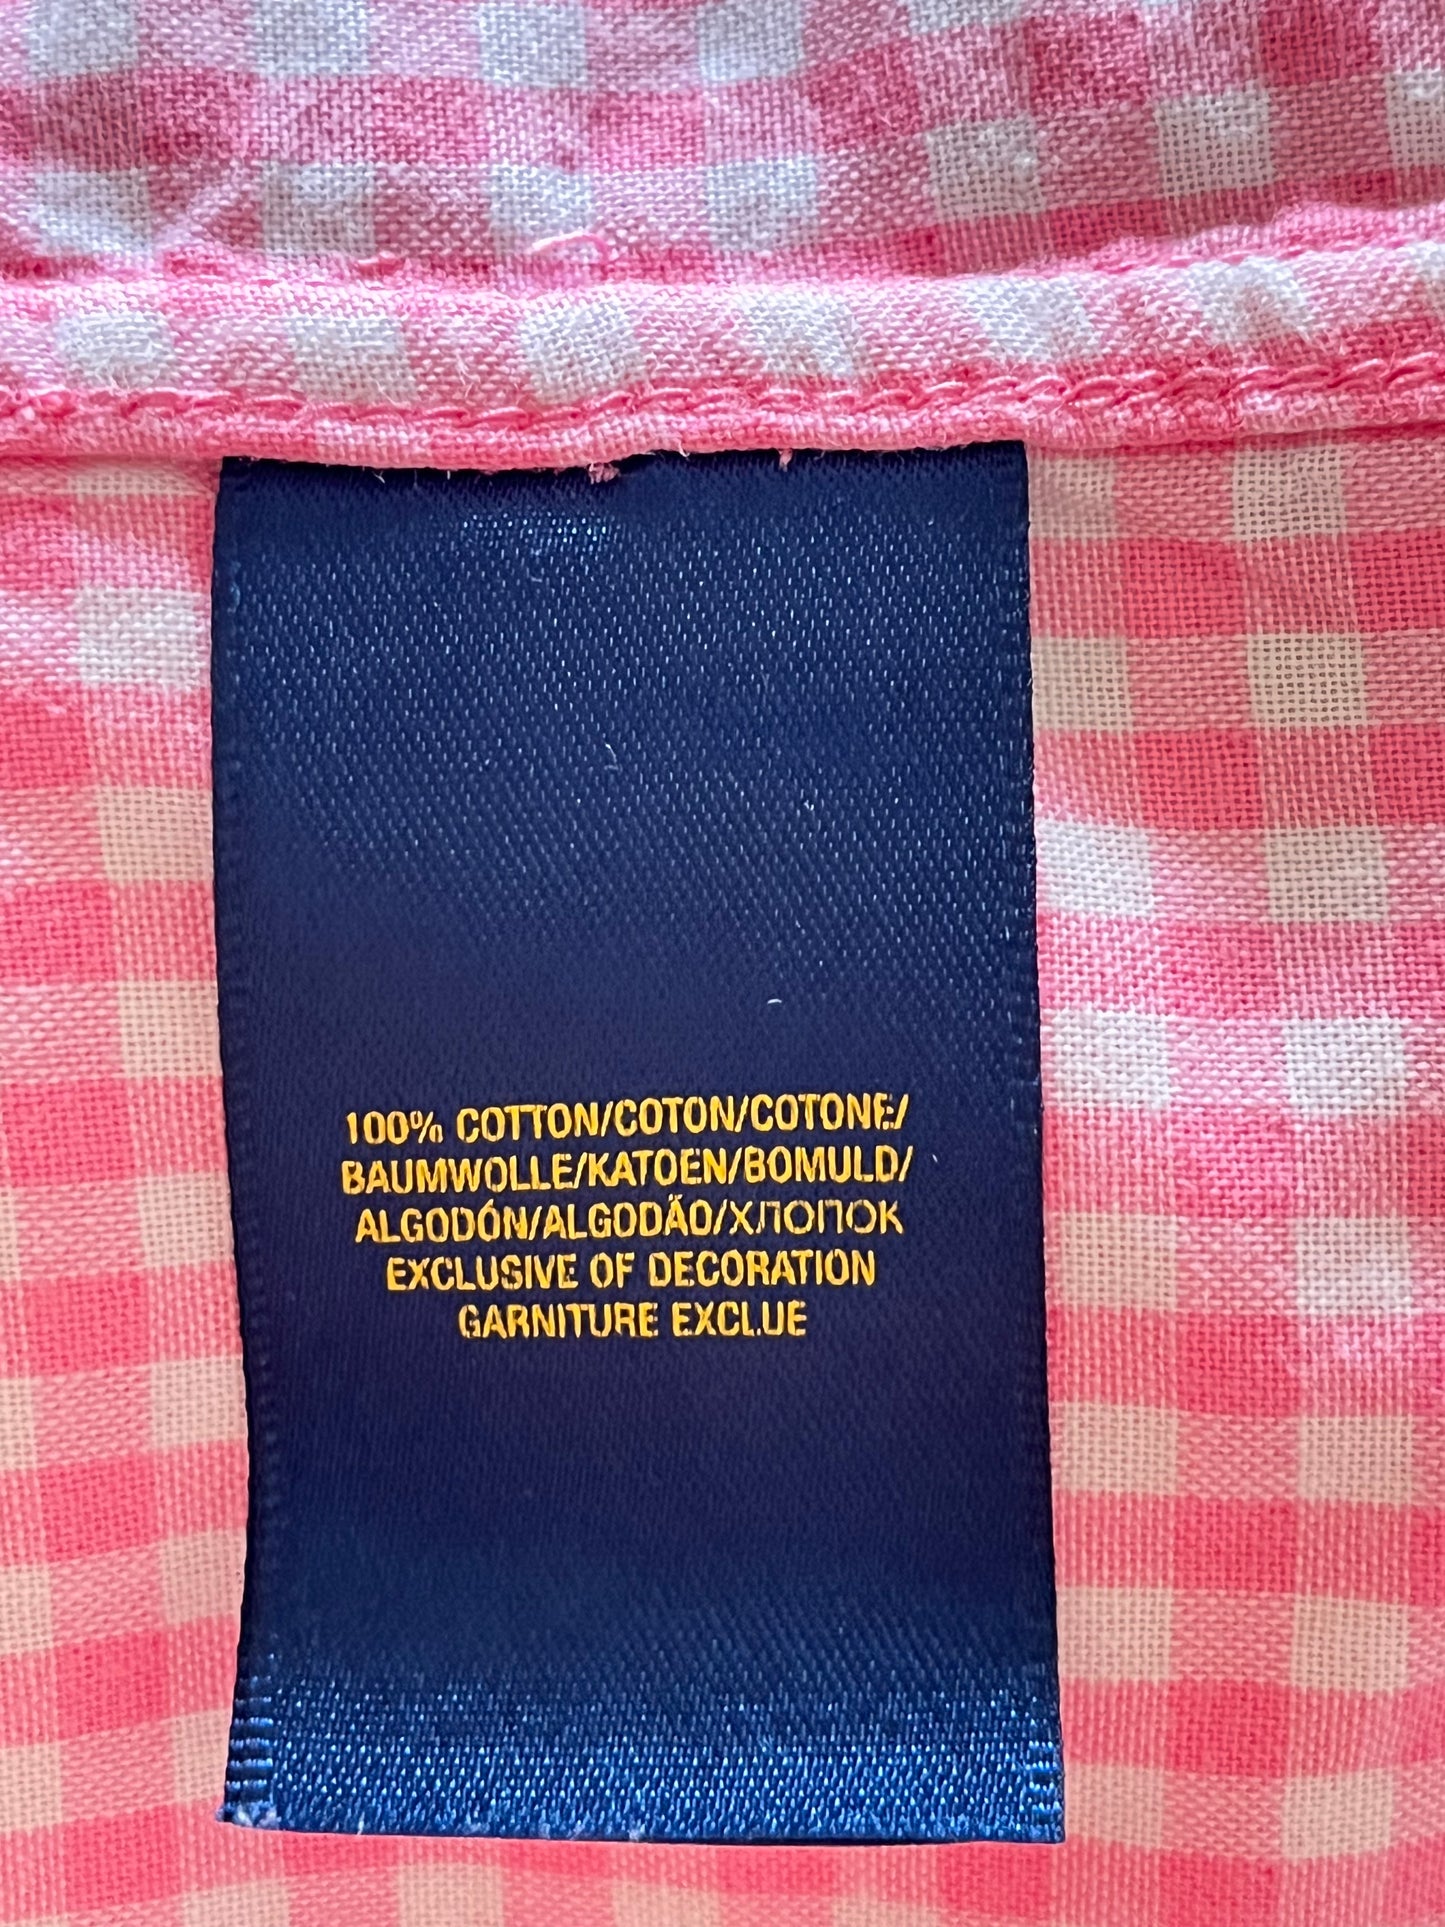 100% COTTON/COTON/COTONE/
BAUMWOLLE/KATOEN/BOMULD/
ALGODÓN/ALGODÃO/ХЛОПОК
EXCLUSIVE OF DECORATION
GARNITURE EXCLUE